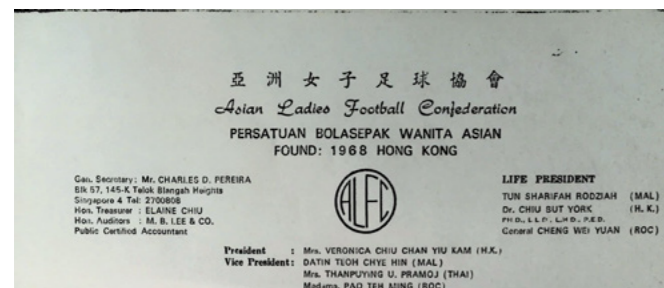 亞洲女子足球協會
Asian Ladies Football Confederation
PERSATUAN BOLASEPAK WANITA ASIAN
FOUND: 1968 HONG KONG
Gen. Secretary: Mr. CHARLES D. PEREIRA
Blk 57, 145-K Telok Blangah Heights
Singapore 4 Tel: 2700808
Hon. Treasurer : ELAINE CHIU
Hon. Auditors : M. B. LEE & CO.
Public Certified Accountant
ALFC
LIFE PRESIDENT
TUN SHARIFAH RODZIAH (MAL)
Dr. CHIU BUT YORK (H. K.)
PH.D., L.L.D., L.H.D., P.E.D.
General CHENG WEI YUAN (ROC)
President : Mrs. VERONICA CHIU CHAN YIU KAM (H.K.)
Vice President: DATIN TEOH CHYE HIN (MAL)
Mrs. THANPUYING U. PRAMOJ (THAI)
Madams. PAO TEH MING (ROC)